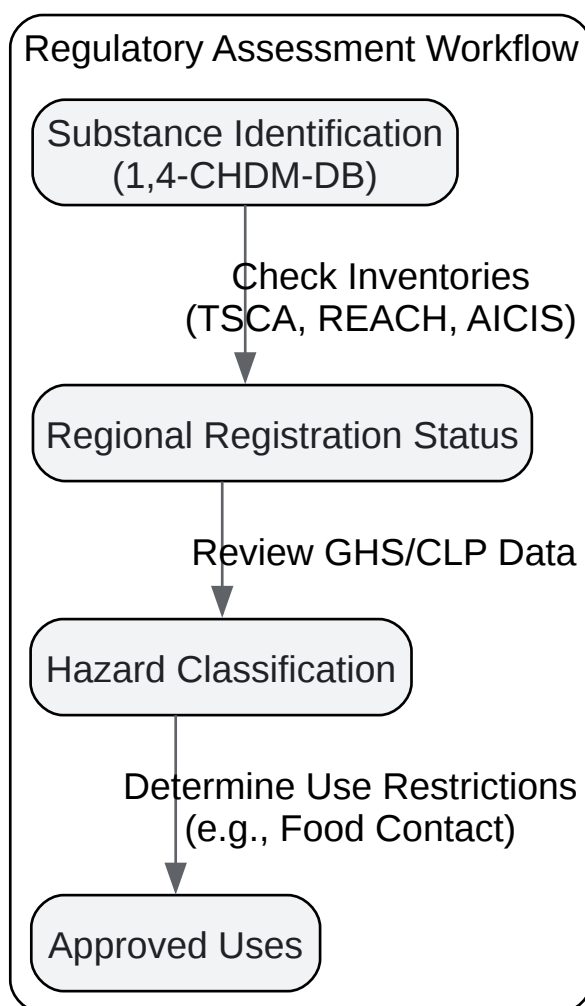 Regulatory Assessment Workflow
Substance Identification
(1,4-CHDM-DB)
Check Inventories
(TSCA, REACH, AICIS)
Regional Registration Status
Review GHS/CLP Data
Hazard Classification
Determine Use Restrictions
(e.g., Food Contact)
Approved Uses